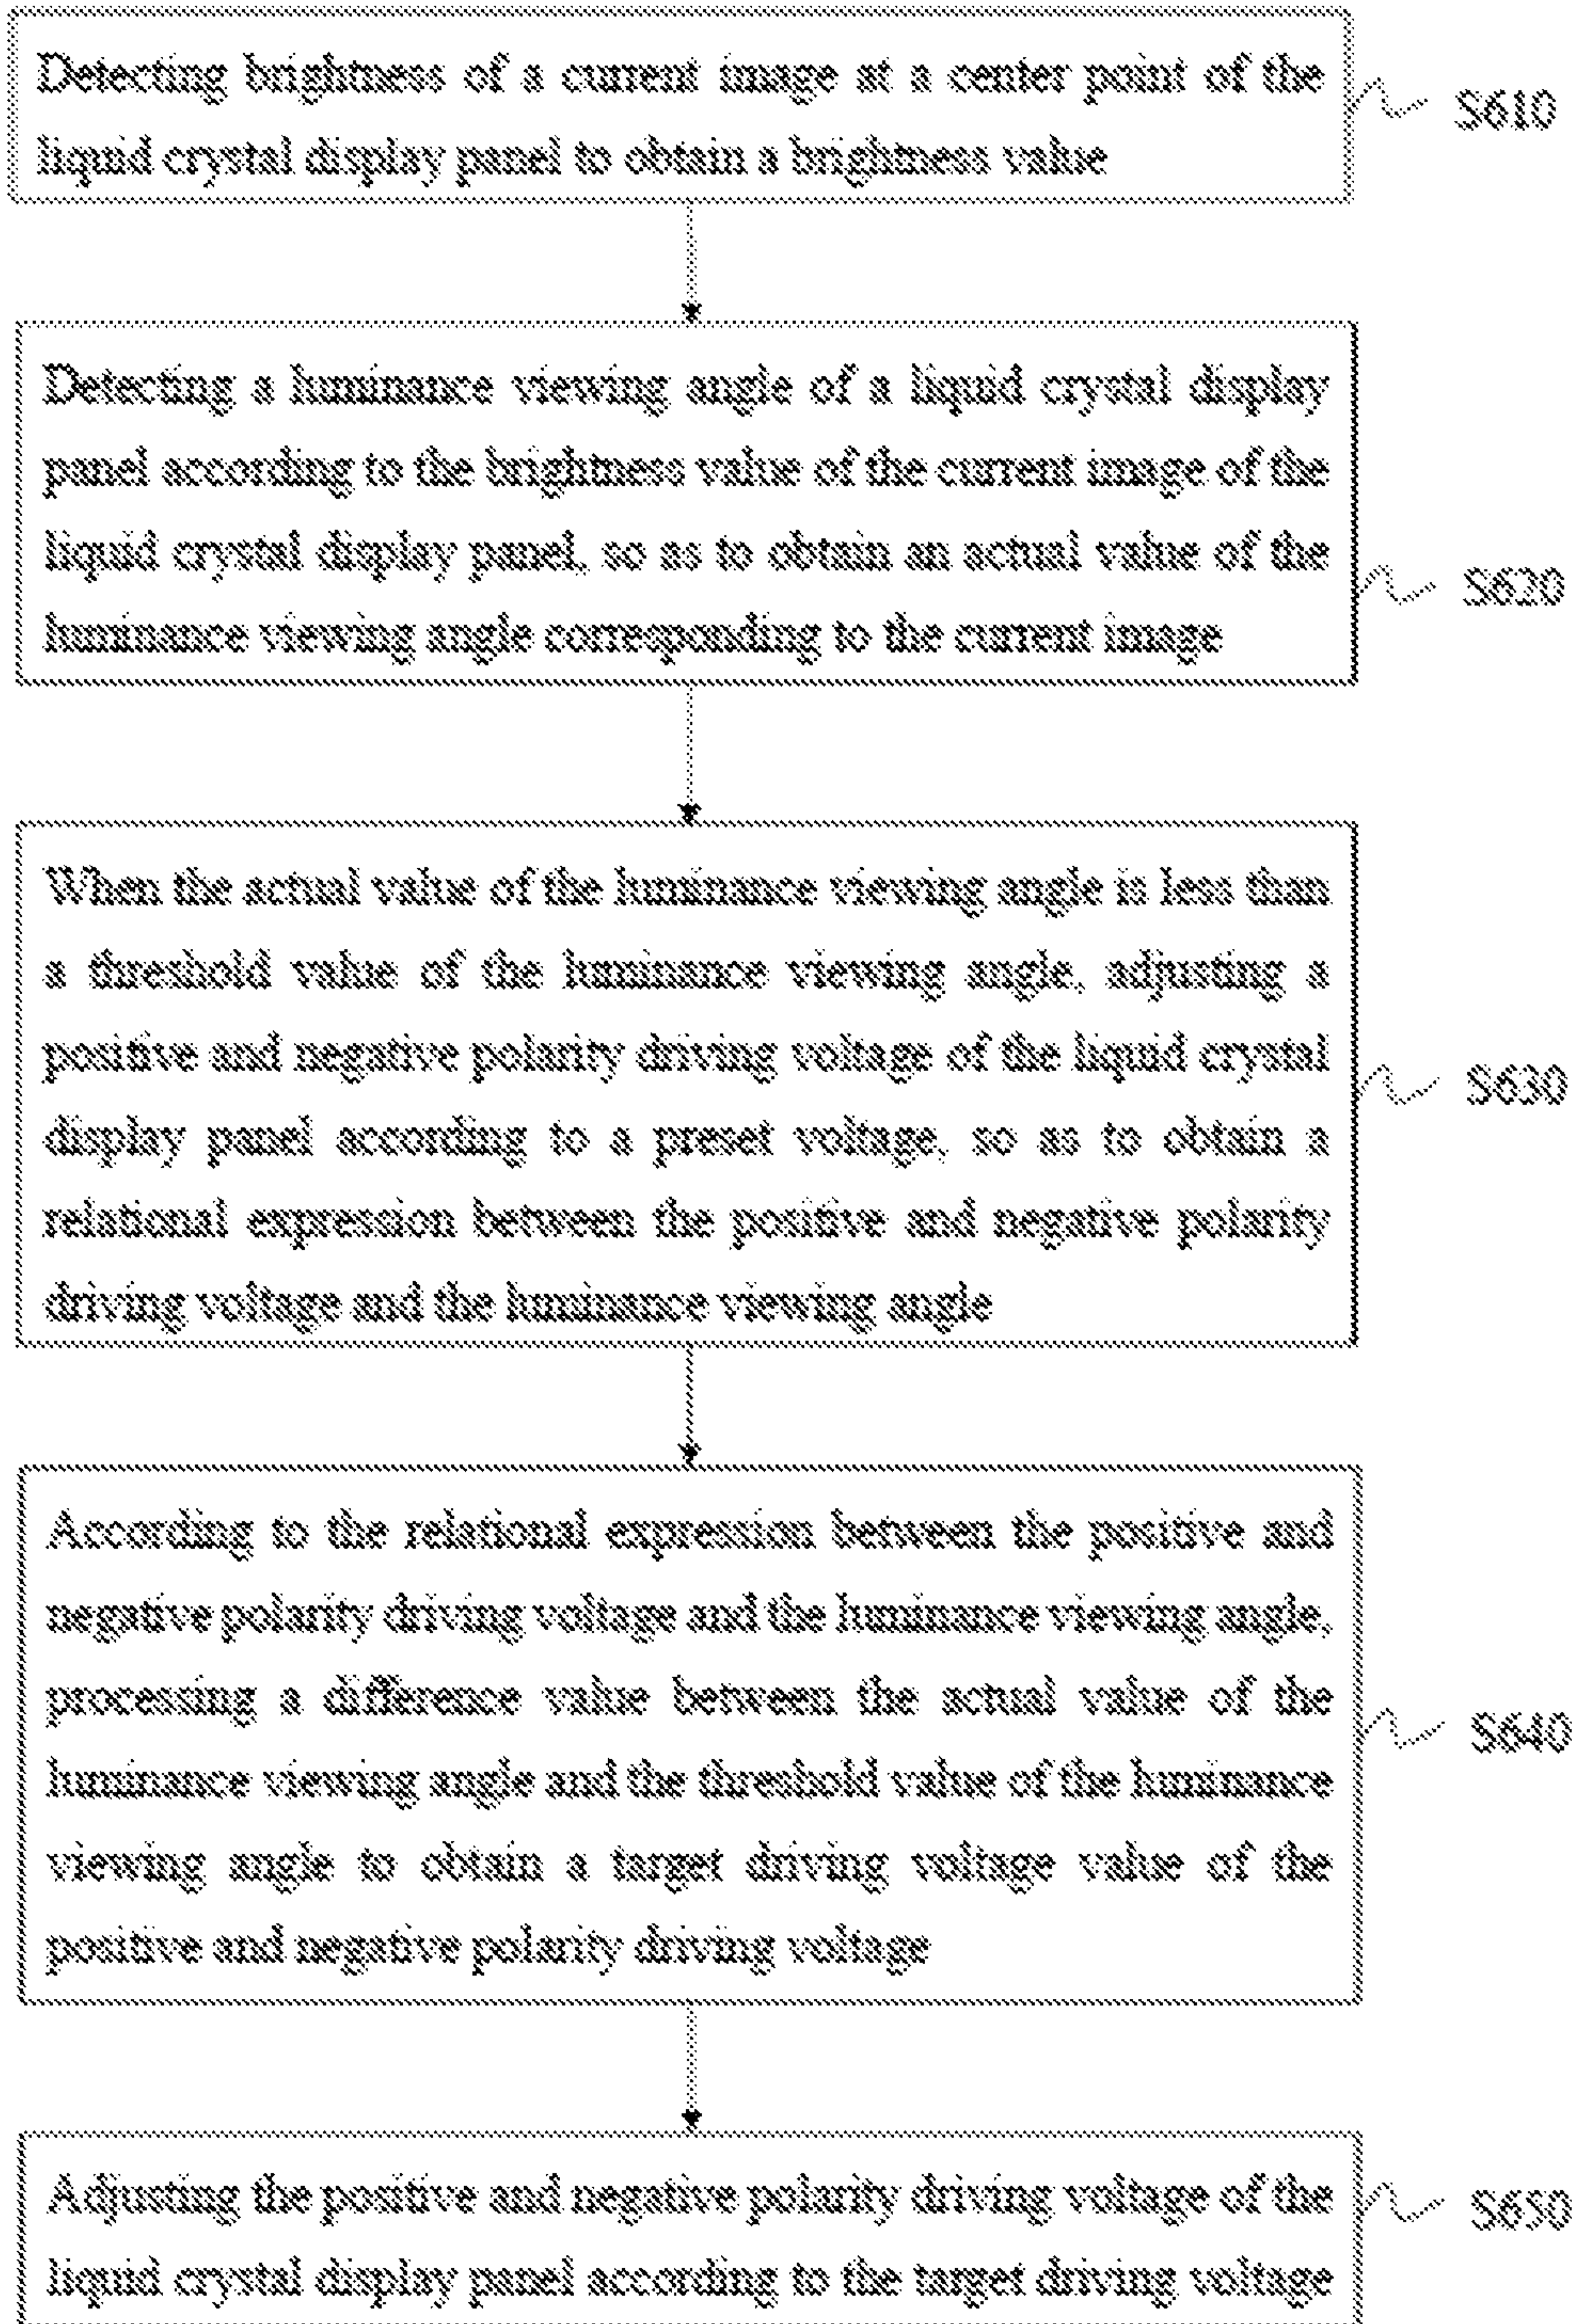 Detecting brightness of a current image at a center point of the
liquid crystal display panel to obtain a brightness value
S610
Detecting a luminance viewing angle of a liquid crystal display
panel according to the brightness value of the current image of the
liquid crystal display panel, so as to obtain an actual value of the
luminance viewing angle corresponding to the current image
S620
When the actual value of the luminance viewing angle is less than
a threshold value of the luminance viewing angle, adjusting a
positive and negative polarity driving voltage of the liquid crystal
display panel according to a preset voltage, so as to obtain a
relational expression between the positive and negative polarity
driving voltage and the luminance viewing angle
S630
According to the relational expression between the positive and
negative polarity driving voltage and the luminance viewing angle,
processing a difference value between the actual value of the
luminance viewing angle and the threshold value of the luminance
viewing angle to obtain a target driving voltage value of the
positive and negative polarity driving voltage
S640
Adjusting the positive and negative polarity driving voltage of the
liquid crystal display panel according to the target driving voltage
S650